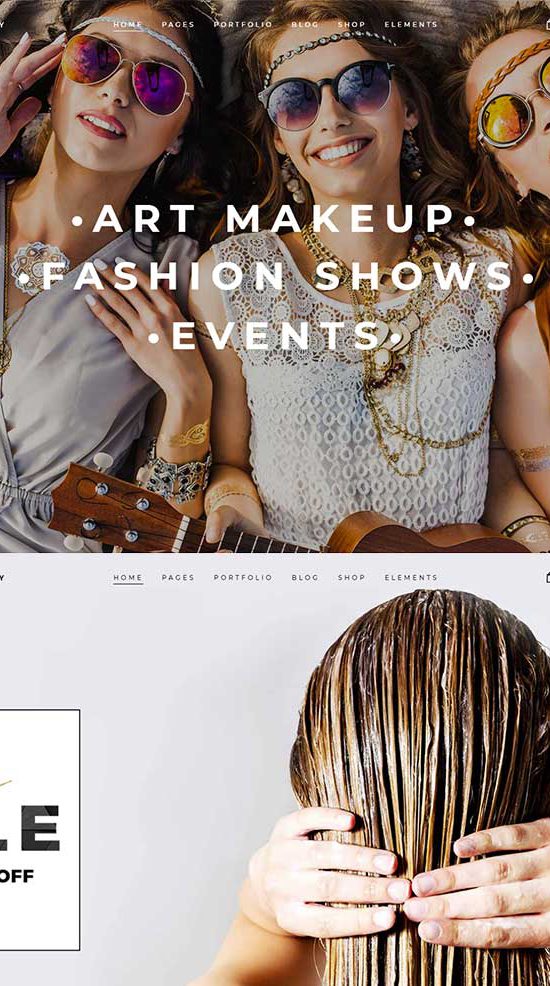 Y HOME PAGES PORTFOLIO BLOG SHOP ELEMENTS
•ART MAKEUP•
•FASHION SHOWS•
•EVENTS•
Y HOME PAGES PORTFOLIO BLOG SHOP ELEMENTS
LE
OFF